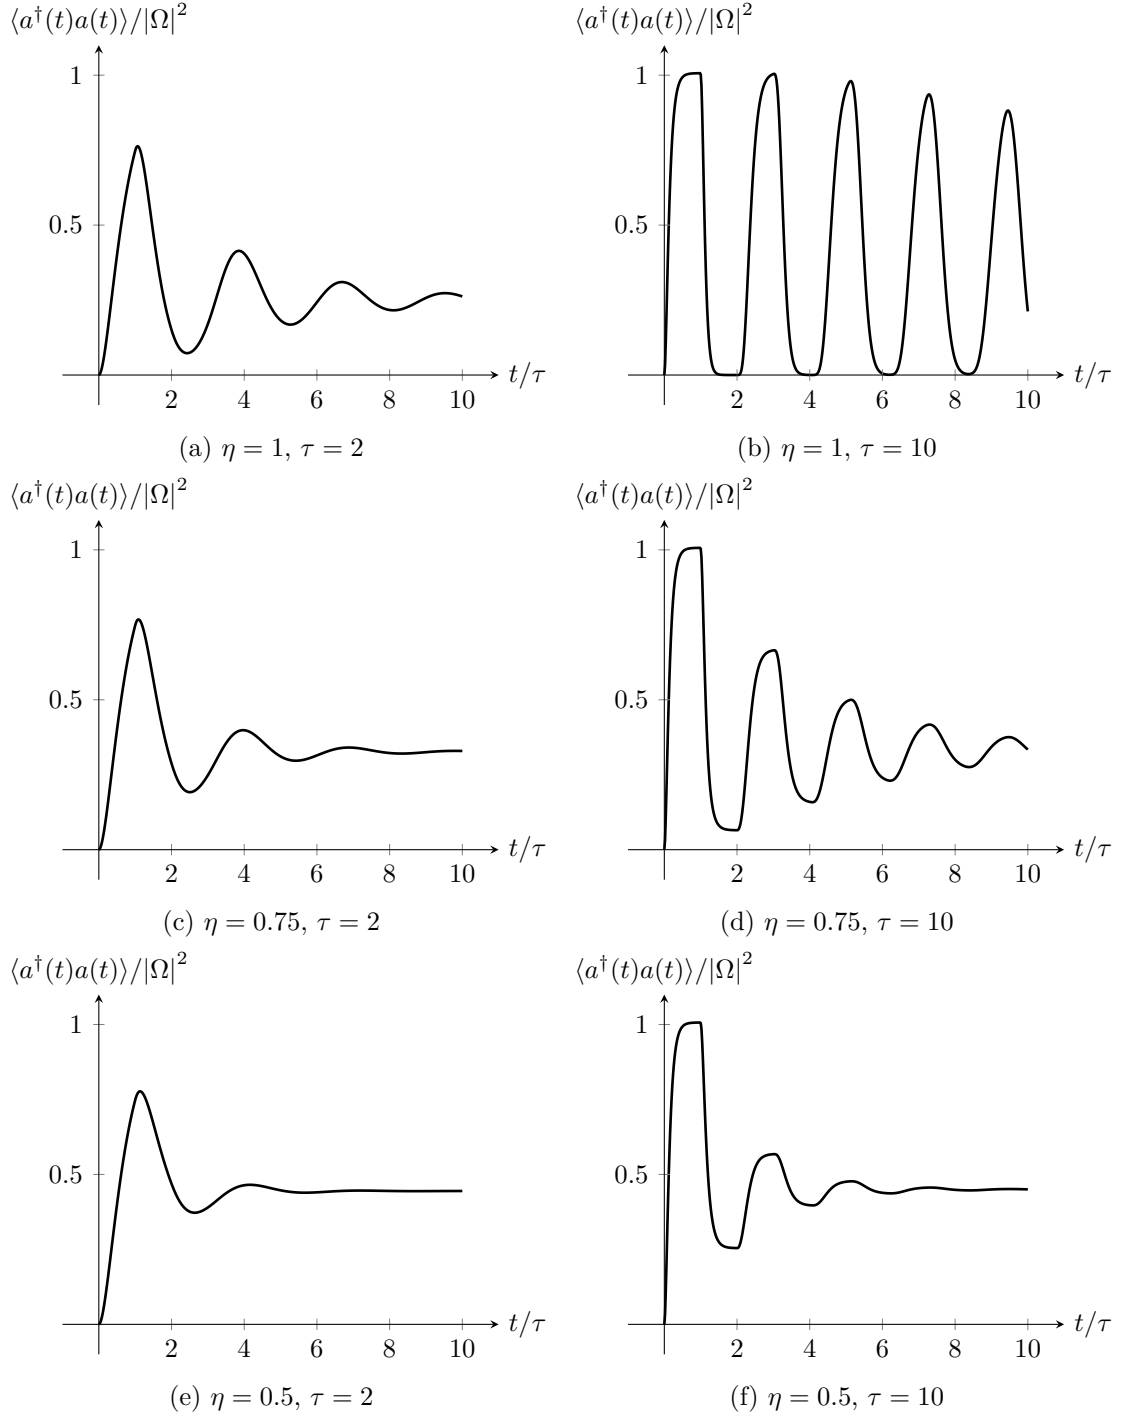 ⟨a†(t)a(t)⟩/|Ω|² ⟨a†(t)a(t)⟩/|Ω|²
1 1
0.5 0.5
2 4 6 8 10 t/τ 2 4 6 8 10 t/τ
(a) η = 1, τ = 2 (b) η = 1, τ = 10
⟨a†(t)a(t)⟩/|Ω|² ⟨a†(t)a(t)⟩/|Ω|²
1 1
0.5 0.5
2 4 6 8 10 t/τ 2 4 6 8 10 t/τ
(c) η = 0.75, τ = 2 (d) η = 0.75, τ = 10
⟨a†(t)a(t)⟩/|Ω|² ⟨a†(t)a(t)⟩/|Ω|²
1 1
0.5 0.5
2 4 6 8 10 t/τ 2 4 6 8 10 t/τ
(e) η = 0.5, τ = 2 (f) η = 0.5, τ = 10